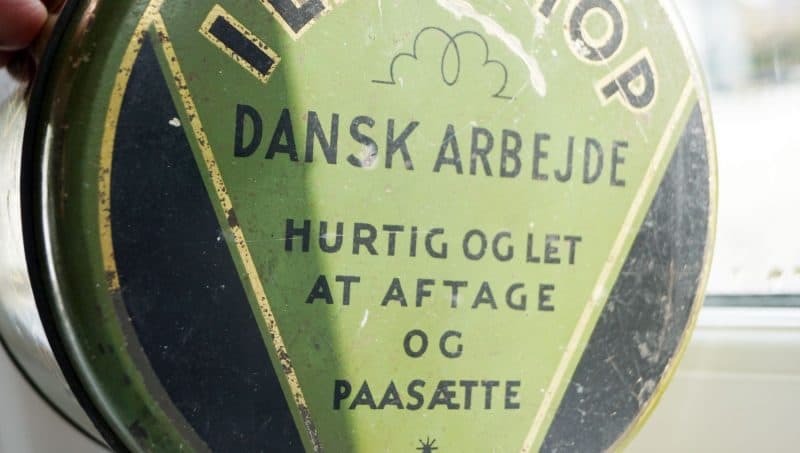 DANSK ARBEJDE
HURTIG OG LET
AT AFTAGE
OG
PAASÆTTE